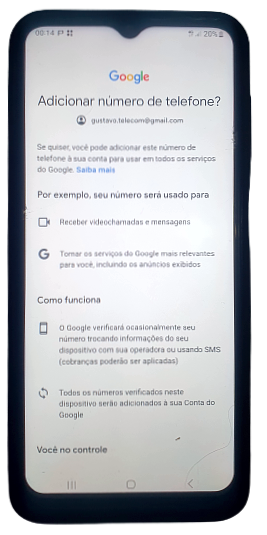 00:14
20%
Google
Adicionar número de telefone?
gustavo.telecom@gmail.com
Se quiser, você pode adicionar este número de
telefone à sua conta para usar em todos os serviços
do Google. Saiba mais
Por exemplo, seu número será usado para
Receber videochamadas e mensagens
G
Tornar os serviços do Google mais relevantes
para você, incluindo os anúncios exibidos
Como funciona
O Google verificará ocasionalmente seu
número trocando informações do seu
dispositivo com sua operadora ou usando SMS
(cobranças poderão ser aplicadas)
Todos os números verificados neste
dispositivo serão adicionados à sua Conta do
Google
Você no controle